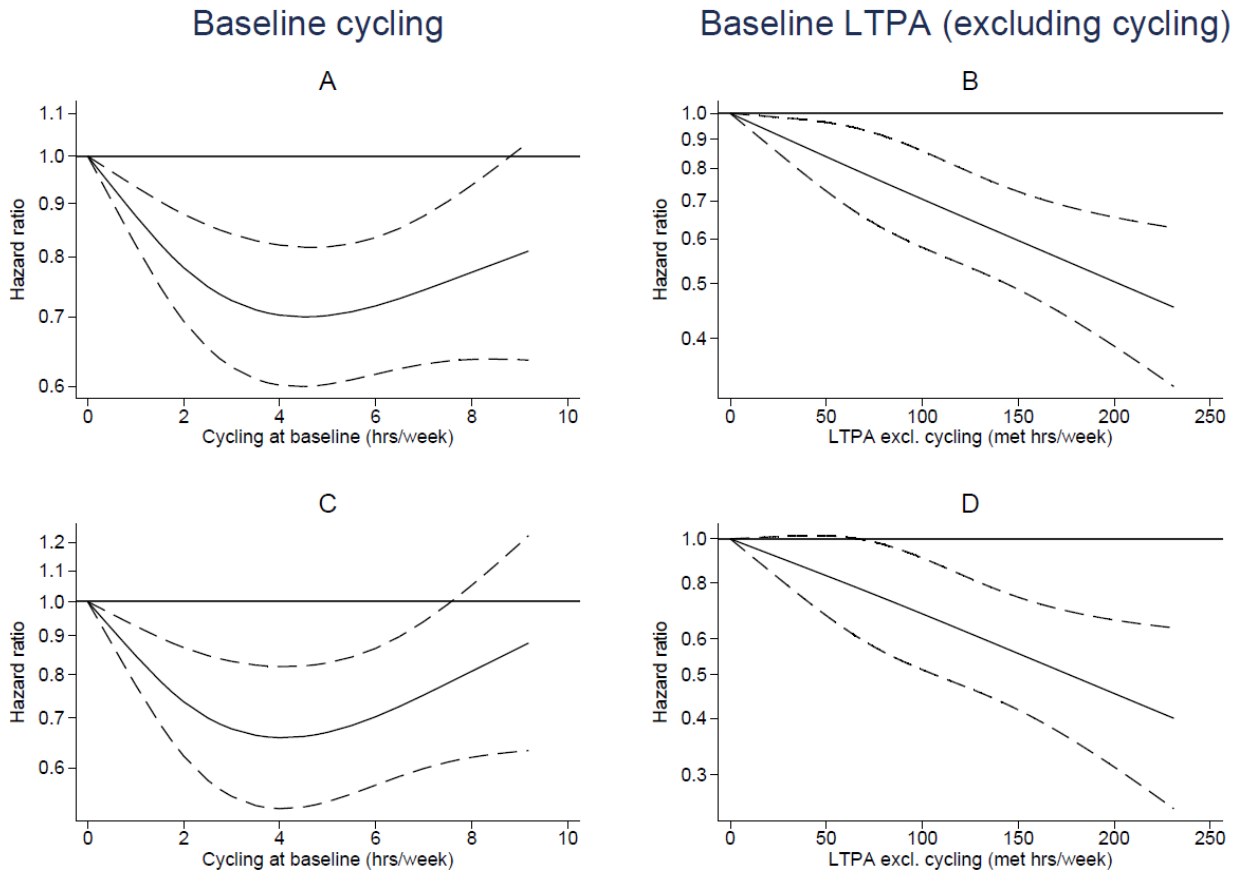 Baseline cycling
Baseline LTPA (excluding cycling)
A
1.1
1.0
0.9
0.8
0.7
0.6
Hazard ratio
0 2 4 6 8 10
Cycling at baseline (hrs/week)
B
1.0
0.9
0.8
0.7
0.6
0.5
0.4
Hazard ratio
0 50 100 150 200 250
LTPA excl. cycling (met hrs/week)
C
1.2
1.1
1.0
0.9
0.8
0.7
0.6
Hazard ratio
0 2 4 6 8 10
Cycling at baseline (hrs/week)
D
1.0
0.8
0.6
0.5
0.4
0.3
Hazard ratio
0 50 100 150 200 250
LTPA excl. cycling (met hrs/week)